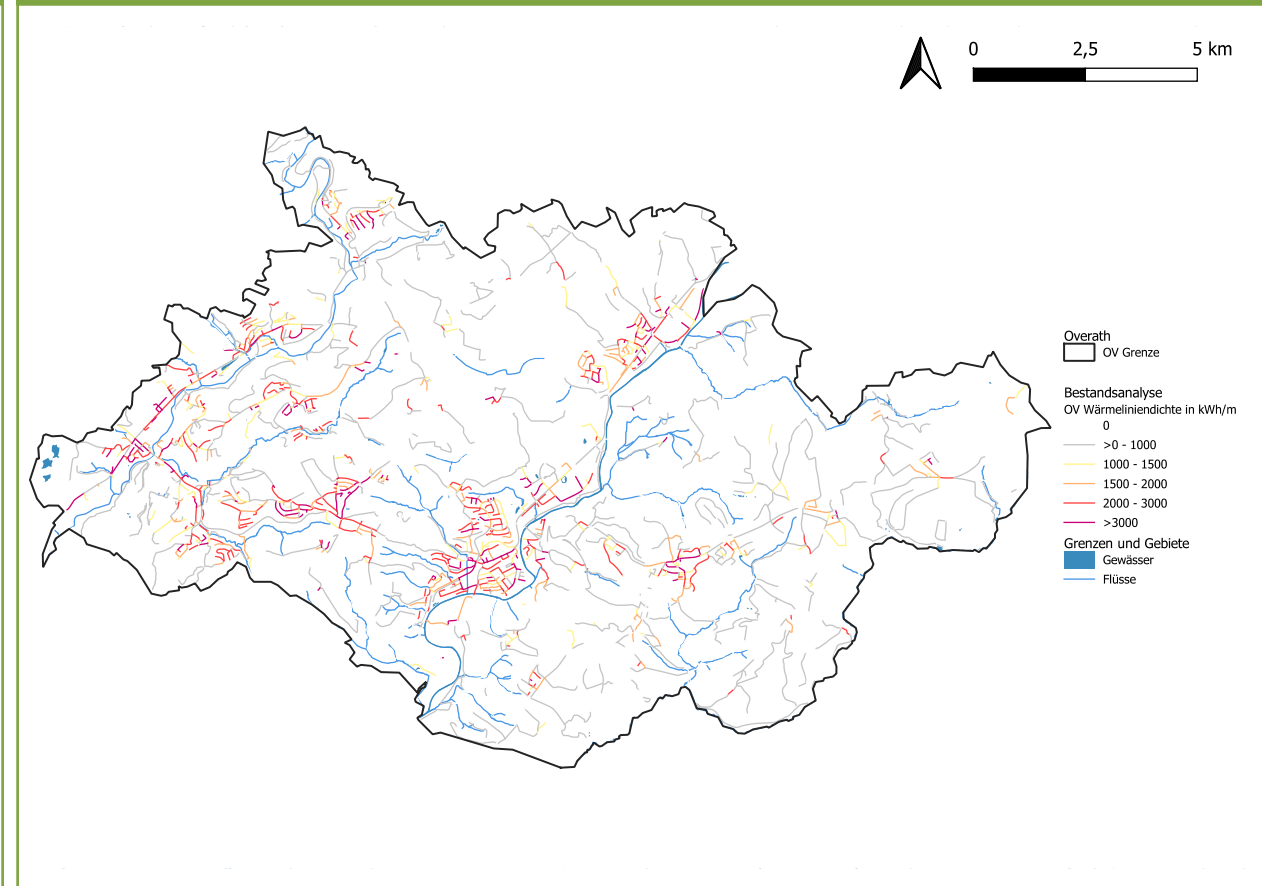 0 2,5 5 km
Overath
OV Grenze
Bestandsanalyse
OV Wärmeliniendichte in kWh/m
0
>0 - 1000
1000 - 1500
1500 - 2000
2000 - 3000
>3000
Grenzen und Gebiete
Gewässer
Flüsse